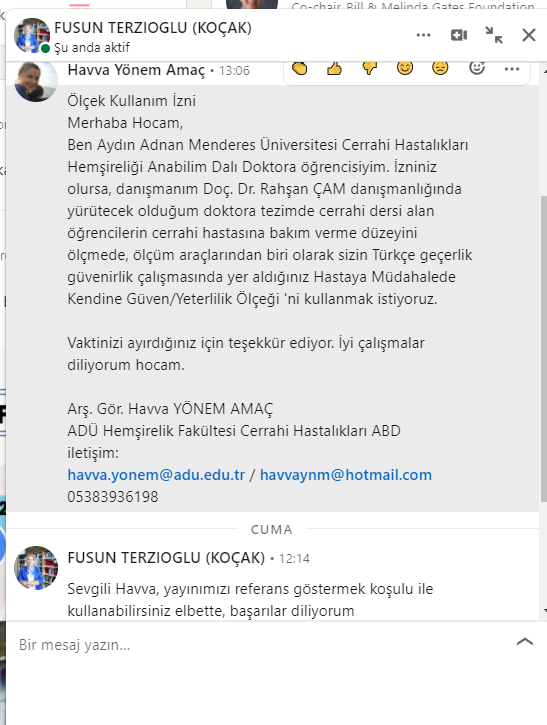 Co-chair, Bill & Melinda Gates Foundation
FUSUN TERZIOGLU (KOÇAK)
Şu anda aktif
Havva Yönem Amaç • 13:06
Ölçek Kullanım İzni
Merhaba Hocam,
Ben Aydın Adnan Menderes Üniversitesi Cerrahi Hastalıkları
Hemşireliği Anabilim Dalı Doktora öğrencisiyim. İzniniz
olursa, danışmanım Doç. Dr. Rahşan ÇAM danışmanlığında
yürütecek olduğum doktora tezimde cerrahi dersi alan
öğrencilerin cerrahi hastasına bakım verme düzeyini
ölçmede, ölçüm araçlarından biri olarak sizin Türkçe geçerlik
güvenirlik çalışmasında yer aldığınız Hastaya Müdahalede
Kendine Güven/Yeterlilik Ölçeği 'ni kullanmak istiyoruz.
Vaktinizi ayırdığınız için teşekkür ediyor. İyi çalışmalar
diliyorum hocam.
Arş. Gör. Havva YÖNEM AMAÇ
ADÜ Hemşirelik Fakültesi Cerrahi Hastalıkları ABD
iletişim:
havva.yonem@adu.edu.tr / havvaynm@hotmail.com
05383936198
CUMA
FUSUN TERZIOGLU (KOÇAK) • 12:14
Sevgili Havva, yayınımızı referans göstermek koşulu ile
kullanabilirsiniz elbette, başarılar diliyorum
Bir mesaj yazın...